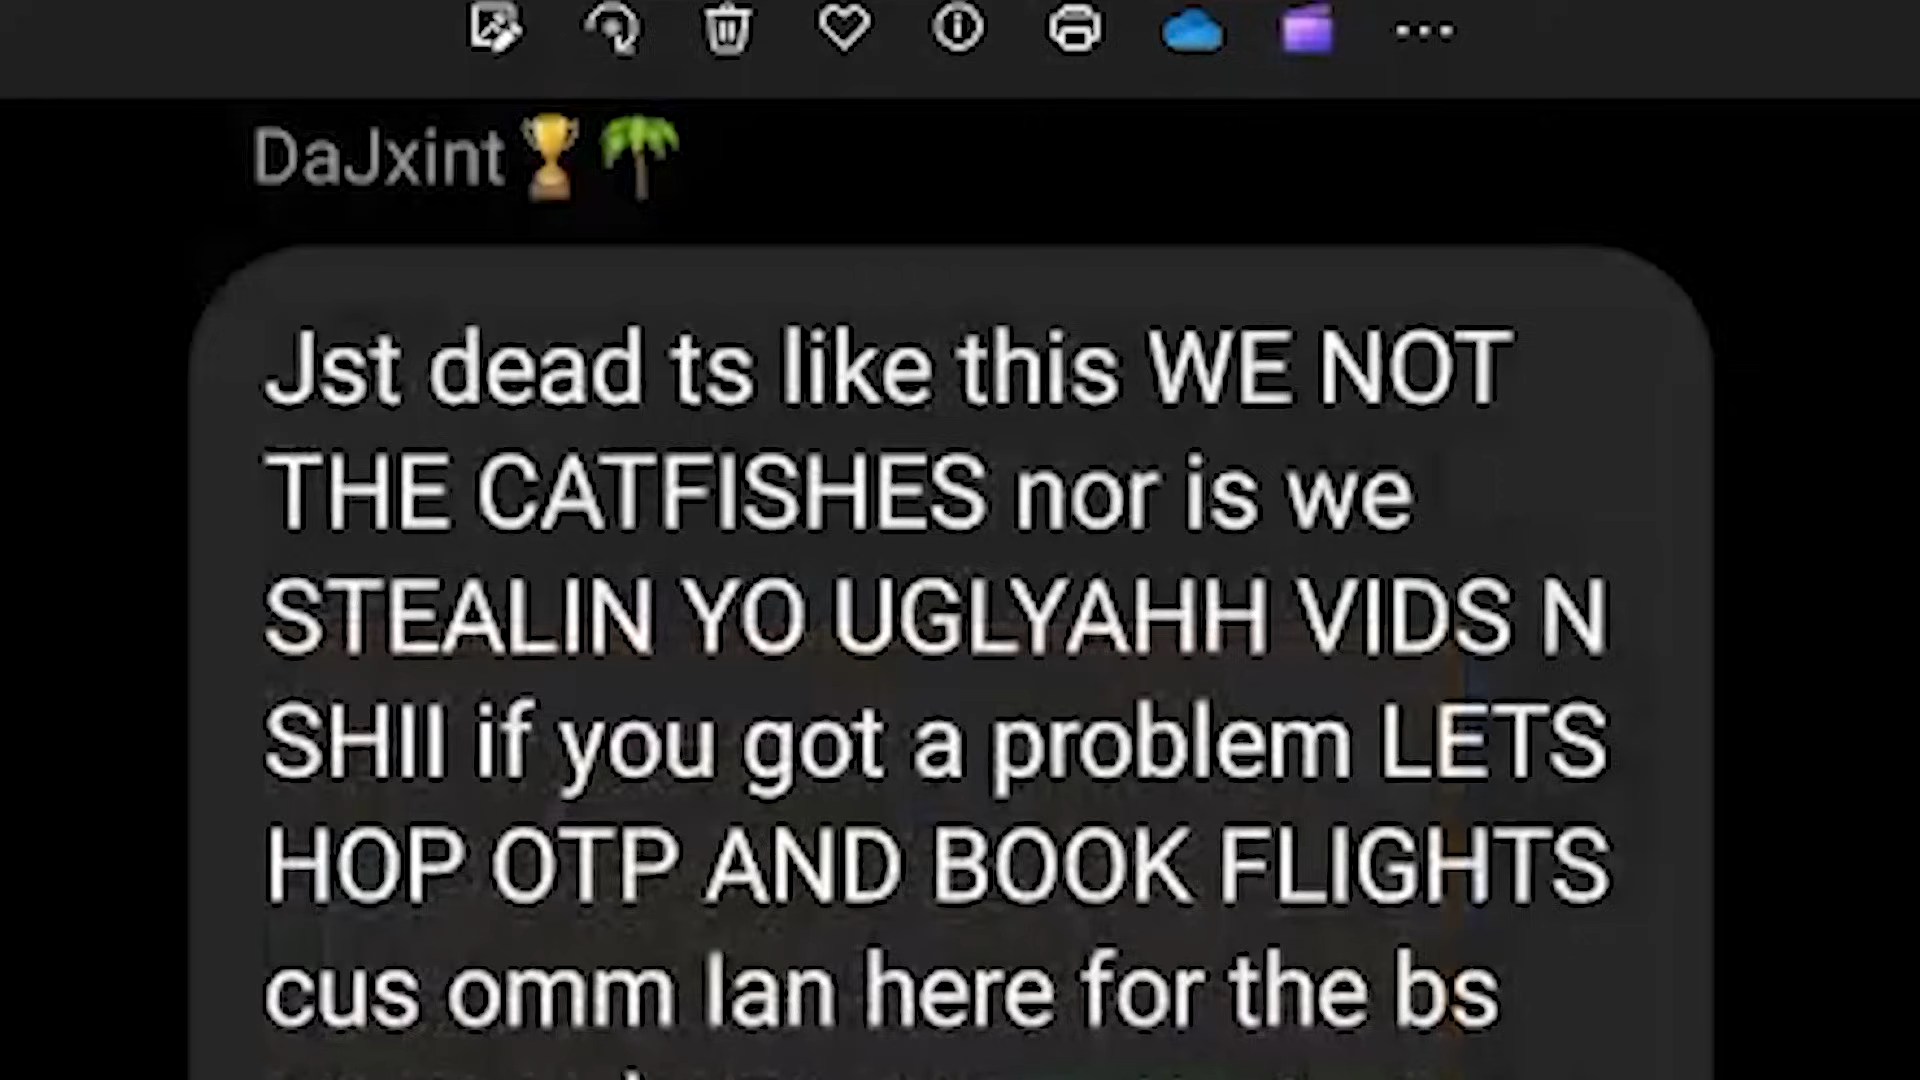 DaJxint🏆🌴
Jst dead ts like this WE NOT
THE CATFISHES nor is we
STEALIN YO UGLYAHH VIDS N
SHII if you got a problem LETS
HOP OTP AND BOOK FLIGHTS
cus omm Ian here for the bs